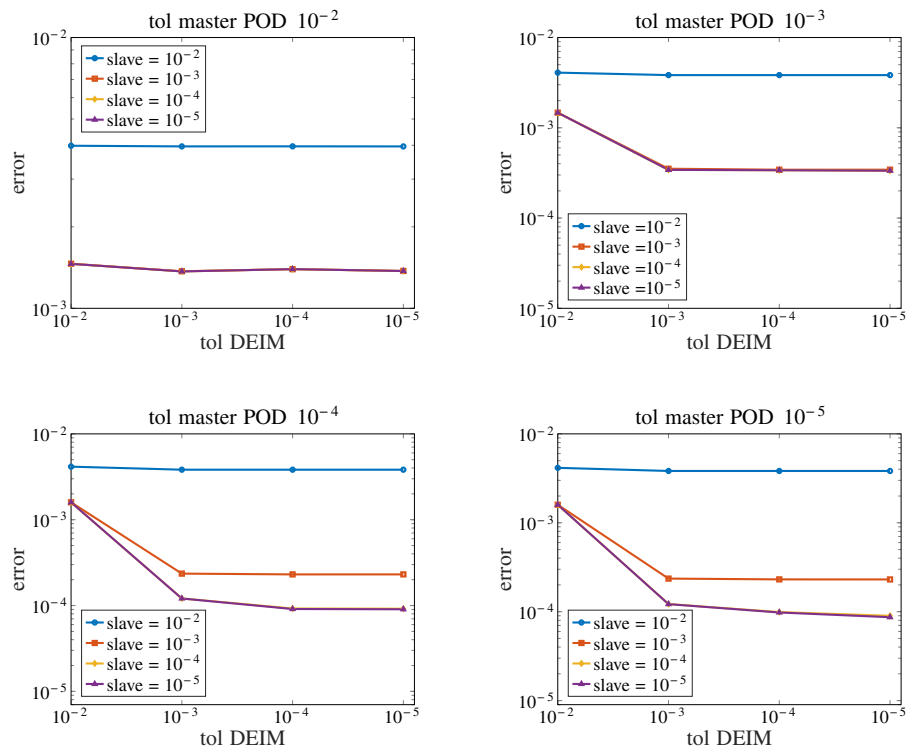 tol master POD 10⁻²
10⁻²
slave = 10⁻²
slave = 10⁻³
slave = 10⁻⁴
slave = 10⁻⁵
error
10⁻³
10⁻² 10⁻³ 10⁻⁴ 10⁻⁵
tol DEIM
tol master POD 10⁻³
10⁻²
10⁻³
error
10⁻⁴
slave =10⁻²
slave =10⁻³
slave =10⁻⁴
slave =10⁻⁵
10⁻⁵
10⁻² 10⁻³ 10⁻⁴ 10⁻⁵
tol DEIM
tol master POD 10⁻⁴
10⁻²
10⁻³
error
10⁻⁴
slave = 10⁻²
slave = 10⁻³
slave = 10⁻⁴
slave = 10⁻⁵
10⁻⁵
10⁻² 10⁻³ 10⁻⁴ 10⁻⁵
tol DEIM
tol master POD 10⁻⁵
10⁻²
10⁻³
error
10⁻⁴
slave = 10⁻²
slave = 10⁻³
slave = 10⁻⁴
slave = 10⁻⁵
10⁻⁵
10⁻² 10⁻³ 10⁻⁴ 10⁻⁵
tol DEIM